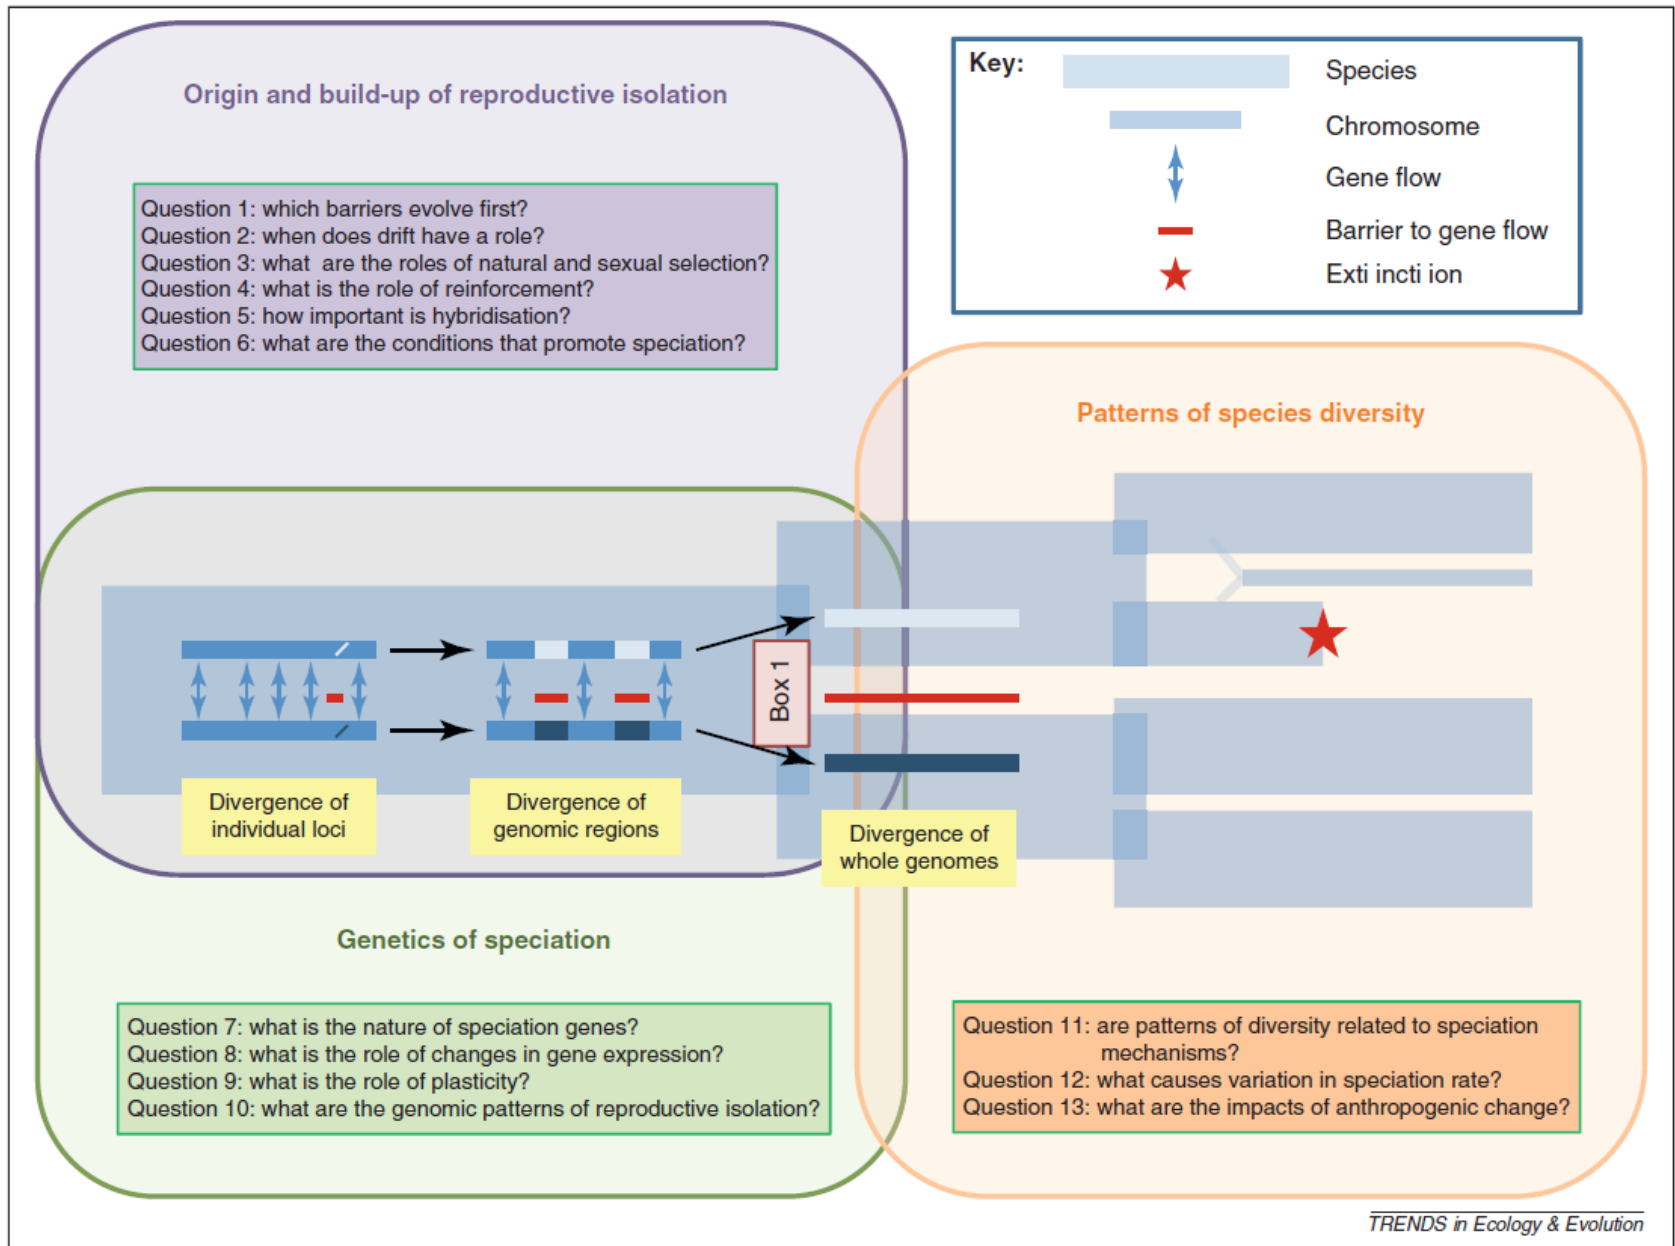 Origin and build-up of reproductive isolation
Question 1: which barriers evolve first?
Question 2: when does drift have a role?
Question 3: what are the roles of natural and sexual selection?
Question 4: what is the role of reinforcement?
Question 5: how important is hybridisation?
Question 6: what are the conditions that promote speciation?
Key:
Species
Chromosome
Gene flow
Barrier to gene flow
Exti incti ion
Patterns of species diversity
Box 1
Divergence of
individual loci
Divergence of
genomic regions
Divergence of
whole genomes
Genetics of speciation
Question 7: what is the nature of speciation genes?
Question 8: what is the role of changes in gene expression?
Question 9: what is the role of plasticity?
Question 10: what are the genomic patterns of reproductive isolation?
Question 11: are patterns of diversity related to speciation
mechanisms?
Question 12: what causes variation in speciation rate?
Question 13: what are the impacts of anthropogenic change?
TRENDS in Ecology & Evolution